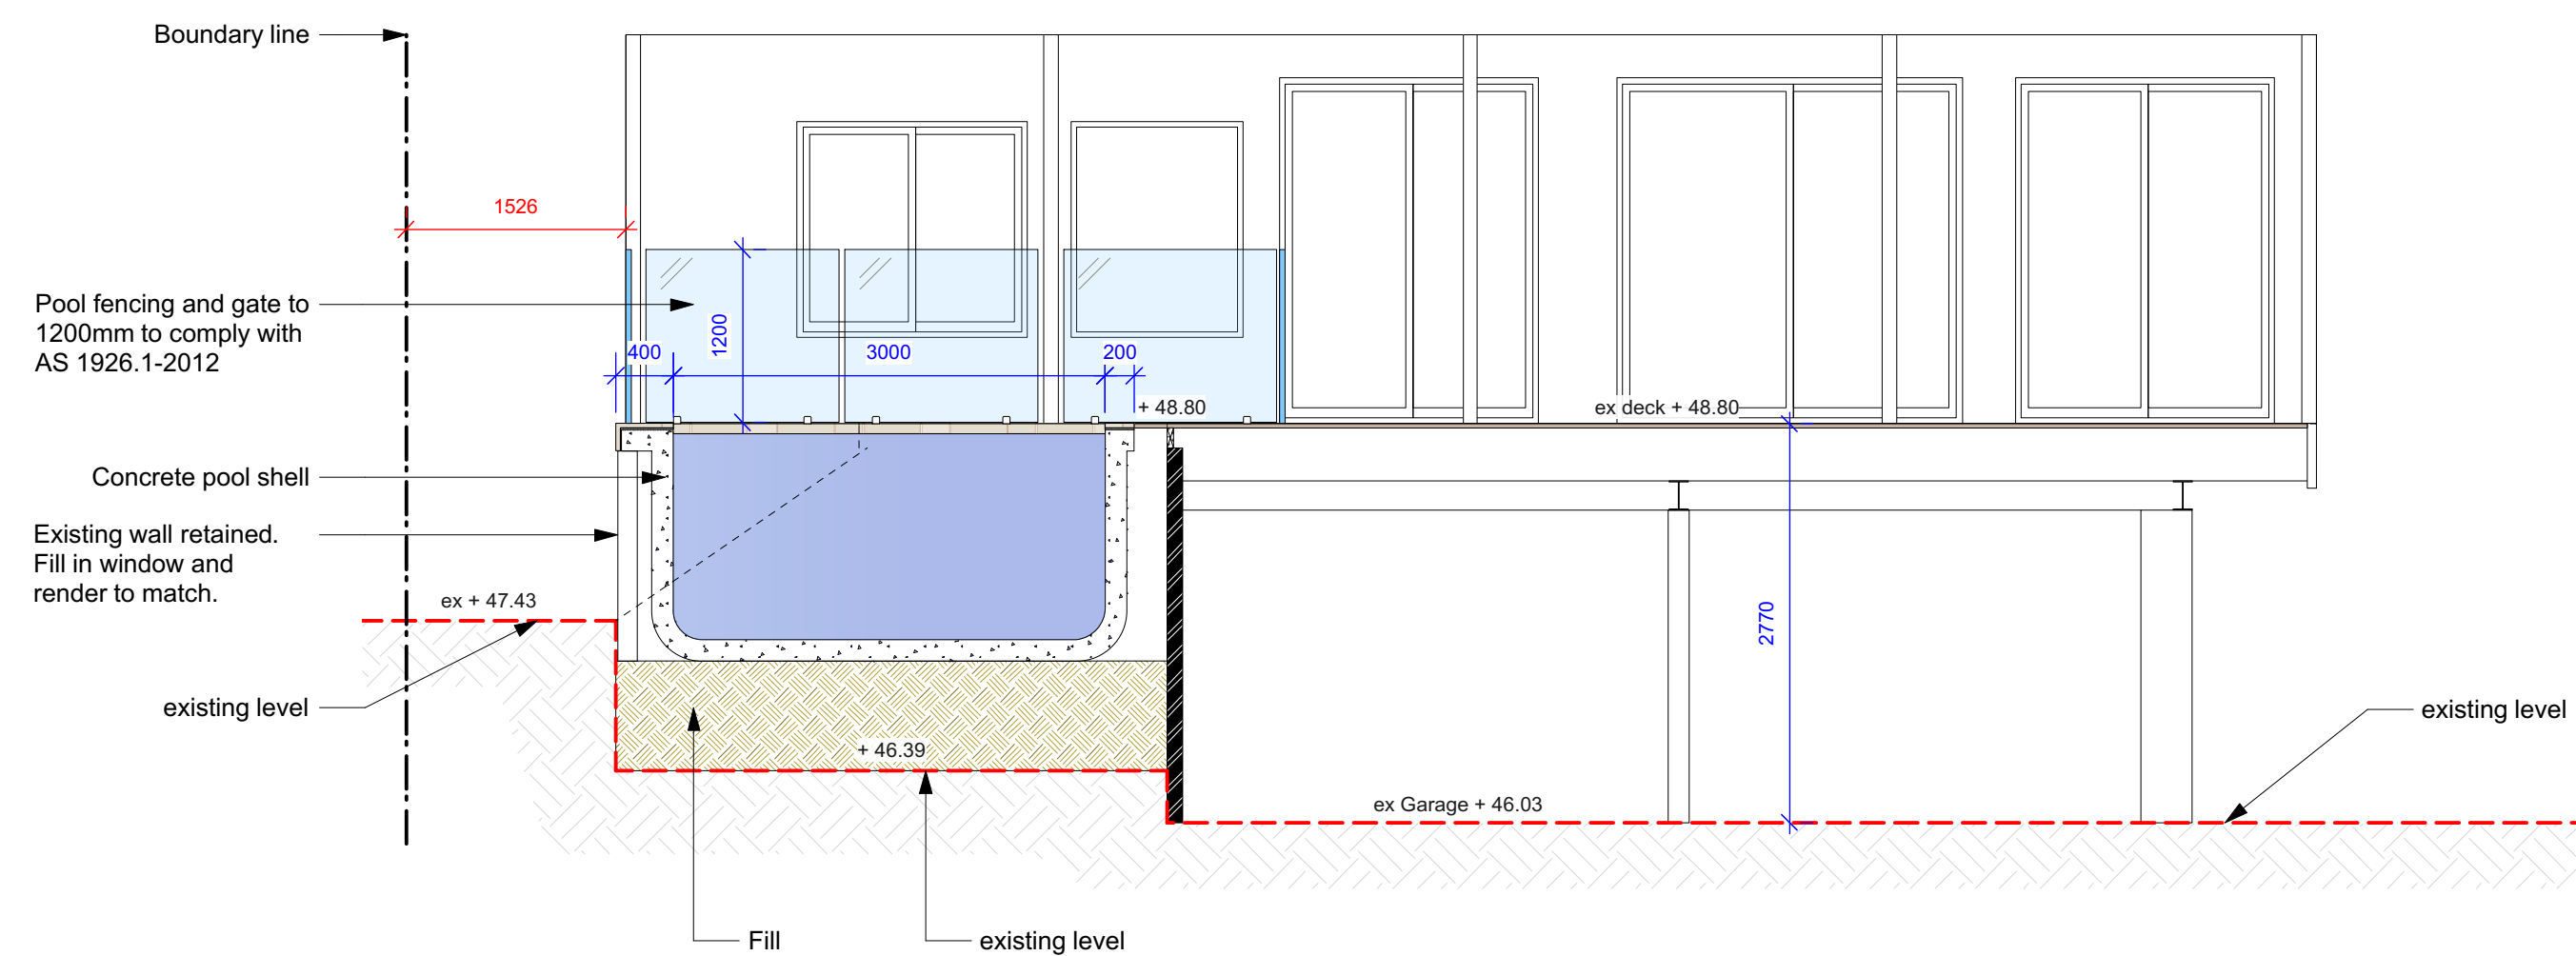 Boundary line
1526
Pool fencing and gate to
1200mm to comply with
AS 1926.1-2012
1200
400
3000
200
+ 48.80
ex deck + 48.80
Concrete pool shell
Existing wall retained.
Fill in window and
render to match.
ex + 47.43
2770
existing level
existing level
+ 46.39
ex Garage + 46.03
Fill
existing level